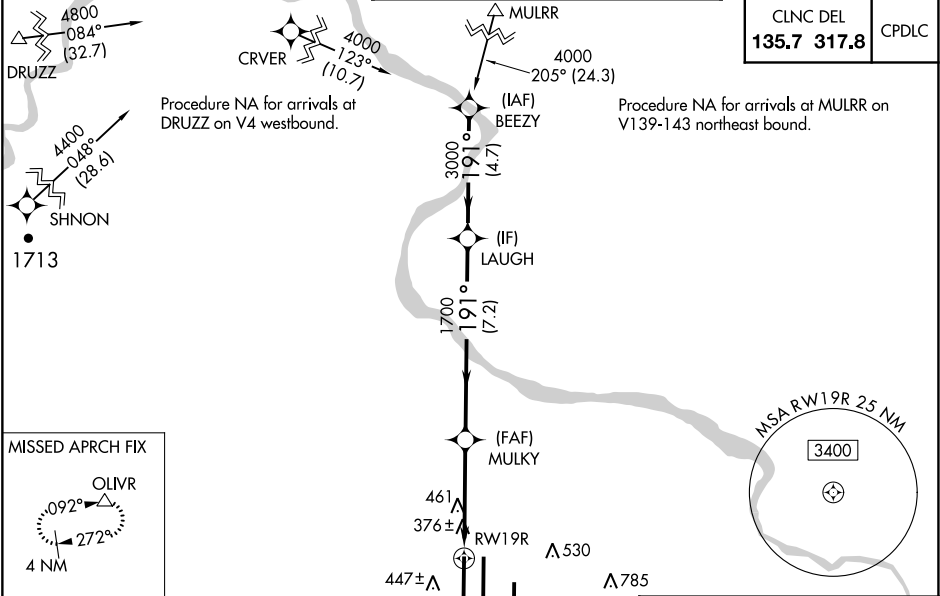 4800
084°
(32.7)
DRUZZ
CRVER
4000
123°
(10.7)
MULRR
4000
205° (24.3)
CLNC DEL
135.7 317.8
CPDLC
Procedure NA for arrivals at
DRUZZ on V4 westbound.
(IAF)
BEEZY
Procedure NA for arrivals at MULRR on
V139-143 northeast bound.
4400
048°
(28.6)
SHNON
1713
3000
191°
(4.7)
(IF)
LAUGH
1700
191°
(7.2)
(FAF)
MULKY
MSA RW19R 25 NM
3400
MISSED APRCH FIX
OLIVR
092°
272°
4 NM
461
376±
RW19R
530
447±
785